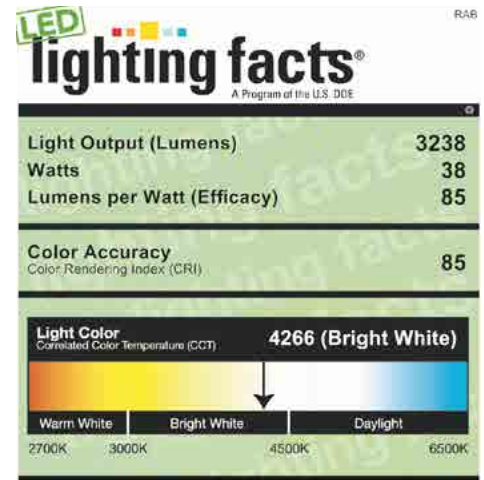 RAB
LED
lighting facts®
A Program of the U.S. DOE
Light Output (Lumens) 3238
Watts 38
Lumens per Watt (Efficacy) 85
Color Accuracy
Color Rendering Index (CRI) 85
Light Color
Correlated Color Temperature (CCT) 4266 (Bright White)
Warm White Bright White Daylight
2700K 3000K 4500K 6500K